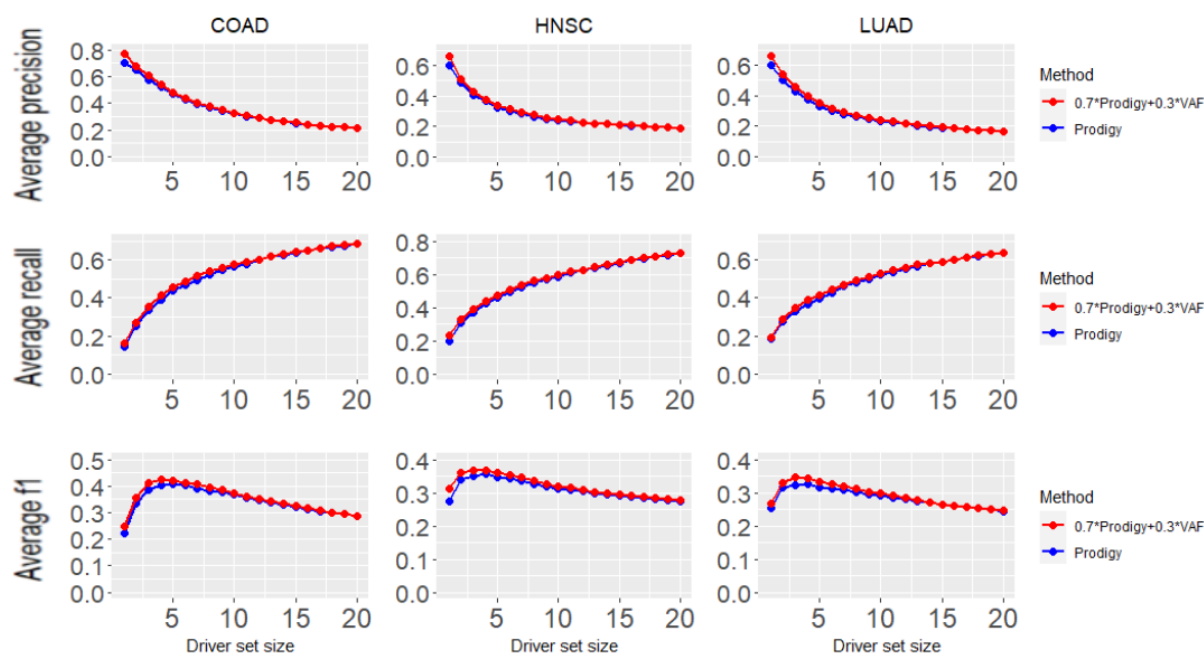 COAD HNSC LUAD
Average precision
0.8
0.6
0.4
0.2
0.0
5 10 15 20
0.6
0.4
0.2
0.0
5 10 15 20
0.6
0.4
0.2
0.0
5 10 15 20
Method
0.7*Prodigy+0.3*VAF
Prodigy
Average recall
0.6
0.4
0.2
0.0
5 10 15 20
0.8
0.6
0.4
0.2
0.0
5 10 15 20
0.6
0.4
0.2
0.0
5 10 15 20
Method
0.7*Prodigy+0.3*VAF
Prodigy
Average f1
0.5
0.4
0.3
0.2
0.1
0.0
5 10 15 20
Driver set size
0.4
0.3
0.2
0.1
0.0
5 10 15 20
Driver set size
0.4
0.3
0.2
0.1
0.0
5 10 15 20
Driver set size
Method
0.7*Prodigy+0.3*VAF
Prodigy